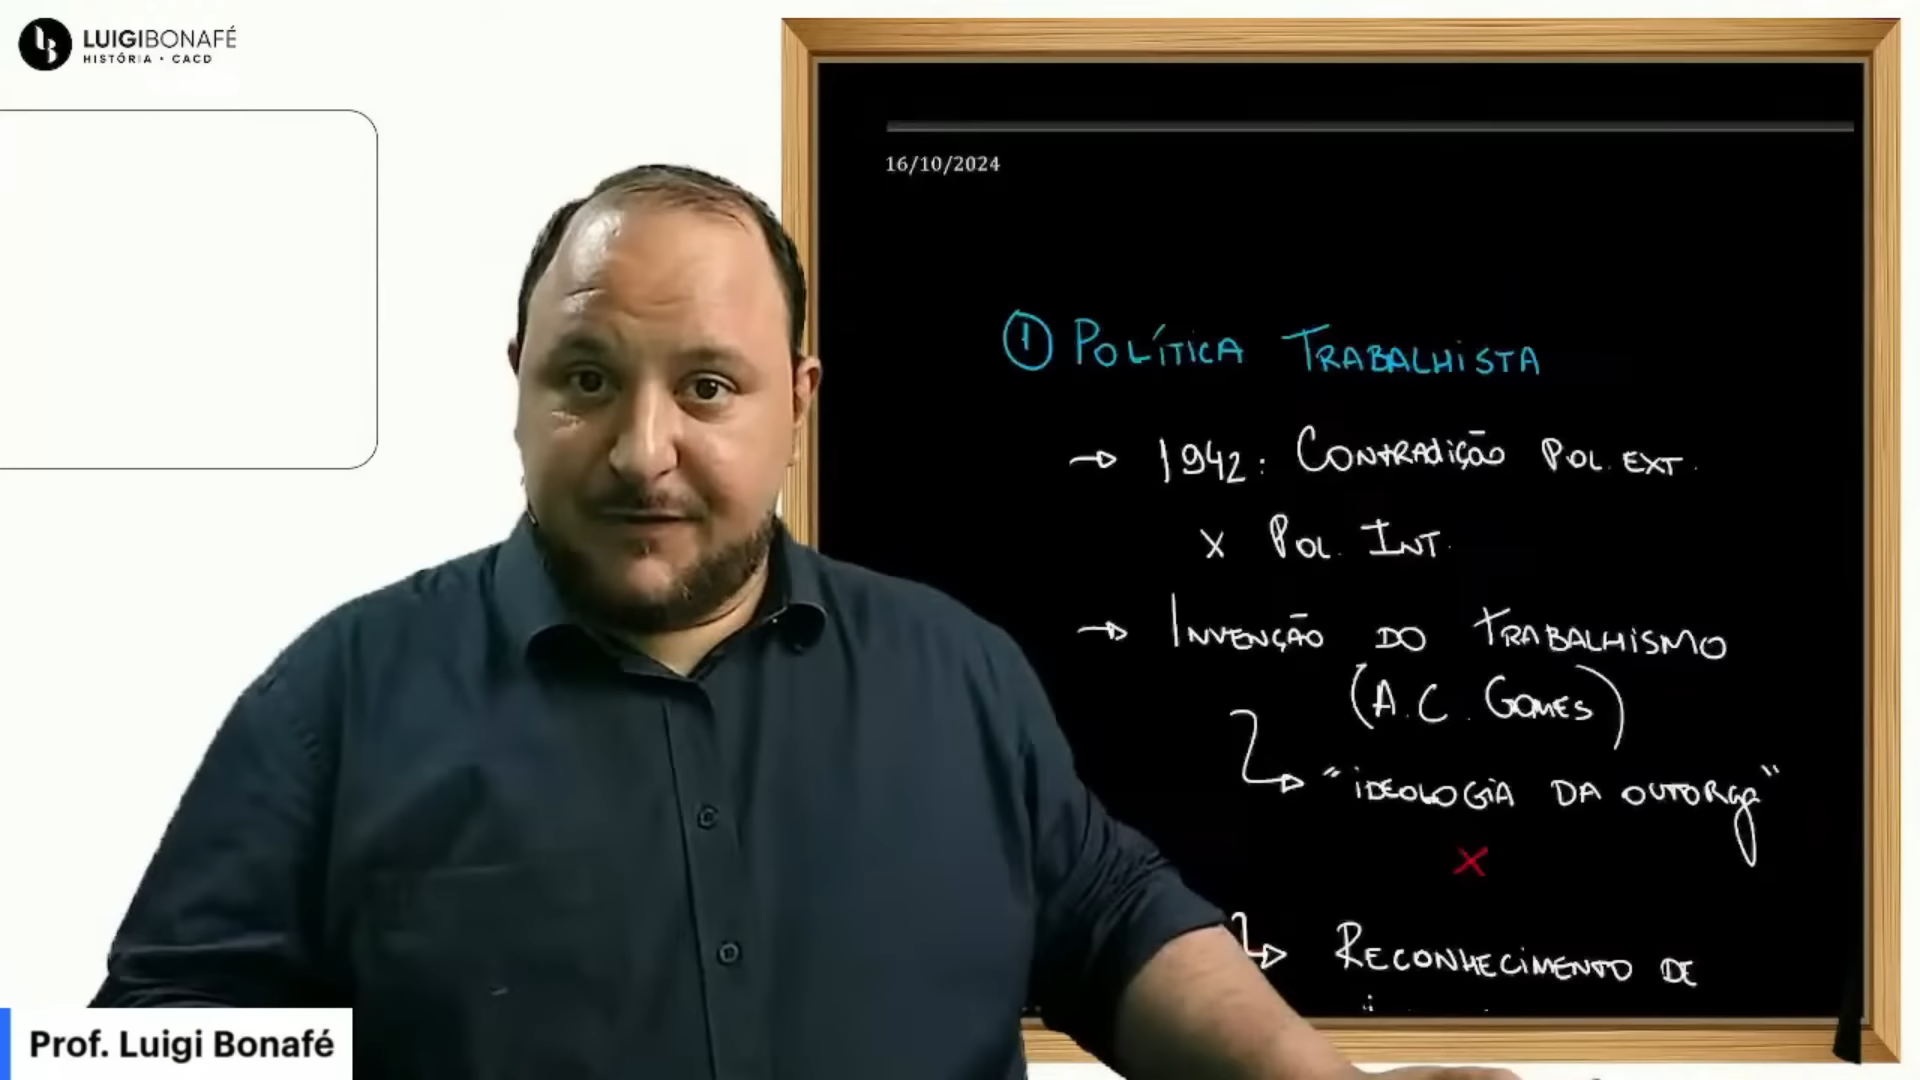 LUIGIBONAFÉ
HISTÓRIA • CACD
16/10/2024
1 POLÍTICA TRABALHISTA
→ 1942: CONTRADIÇÃO POL. EXT.
X POL. INT.
→ INVENÇÃO DO TRABALHISMO
(A.C. GOMES)
"IDEOLOGIA DA OUTORGA"
X
RECONHECIMENTO DE
Prof. Luigi Bonafé